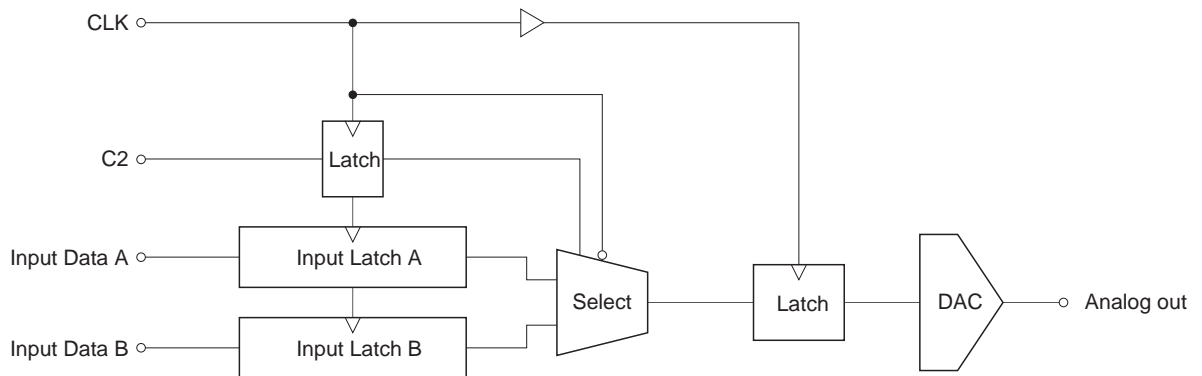 CLK
C2
Latch
Input Data A
Input Latch A
Select
Latch
DAC
Analog out
Input Data B
Input Latch B